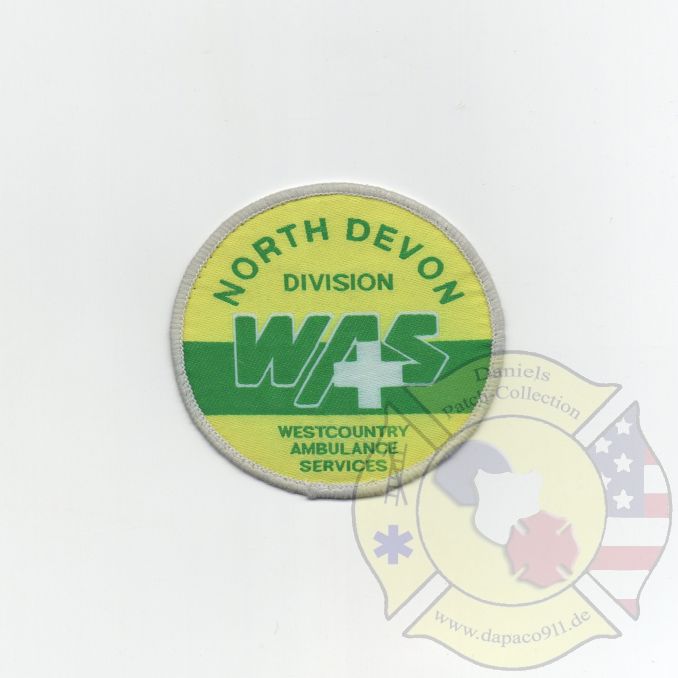 NORTH DEVON
DIVISION
WAS
WESTCOUNTRY
AMBULANCE
SERVICES
Daniels
Patch-Collection
www.dapaco911.de